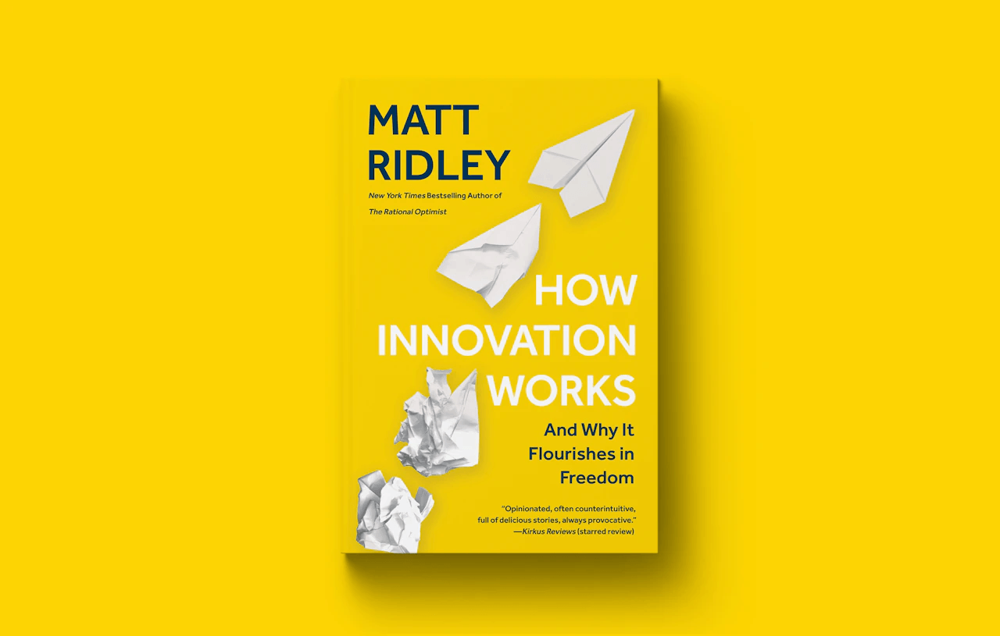 MATT
RIDLEY
New York Times Bestselling Author of
The Rational Optimist
HOW
INNOVATION
WORKS
And Why It
Flourishes in
Freedom
“Opinionated, often counterintuitive,
full of delicious stories, always provocative.”
—Kirkus Reviews (starred review)